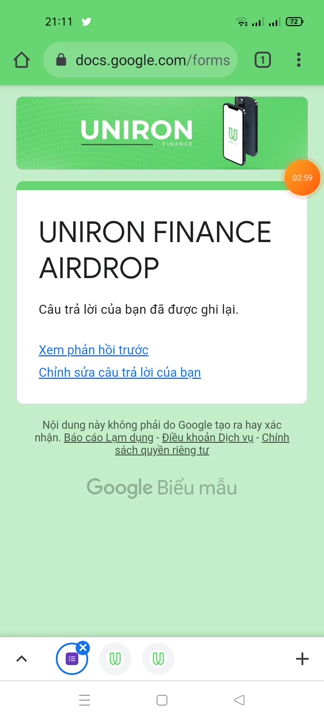 21:11
72
docs.google.com/forms
1
UNIRON
FINANCE
02:59
UNIRON FINANCE
AIRDROP
Câu trả lời của bạn đã được ghi lại.
Xem phản hồi trước
Chỉnh sửa câu trả lời của bạn
Nội dung này không phải do Google tạo ra hay xác
nhận. Báo cáo Lạm dụng - Điều khoản Dịch vụ - Chính
sách quyền riêng tư
Google Biểu mẫu